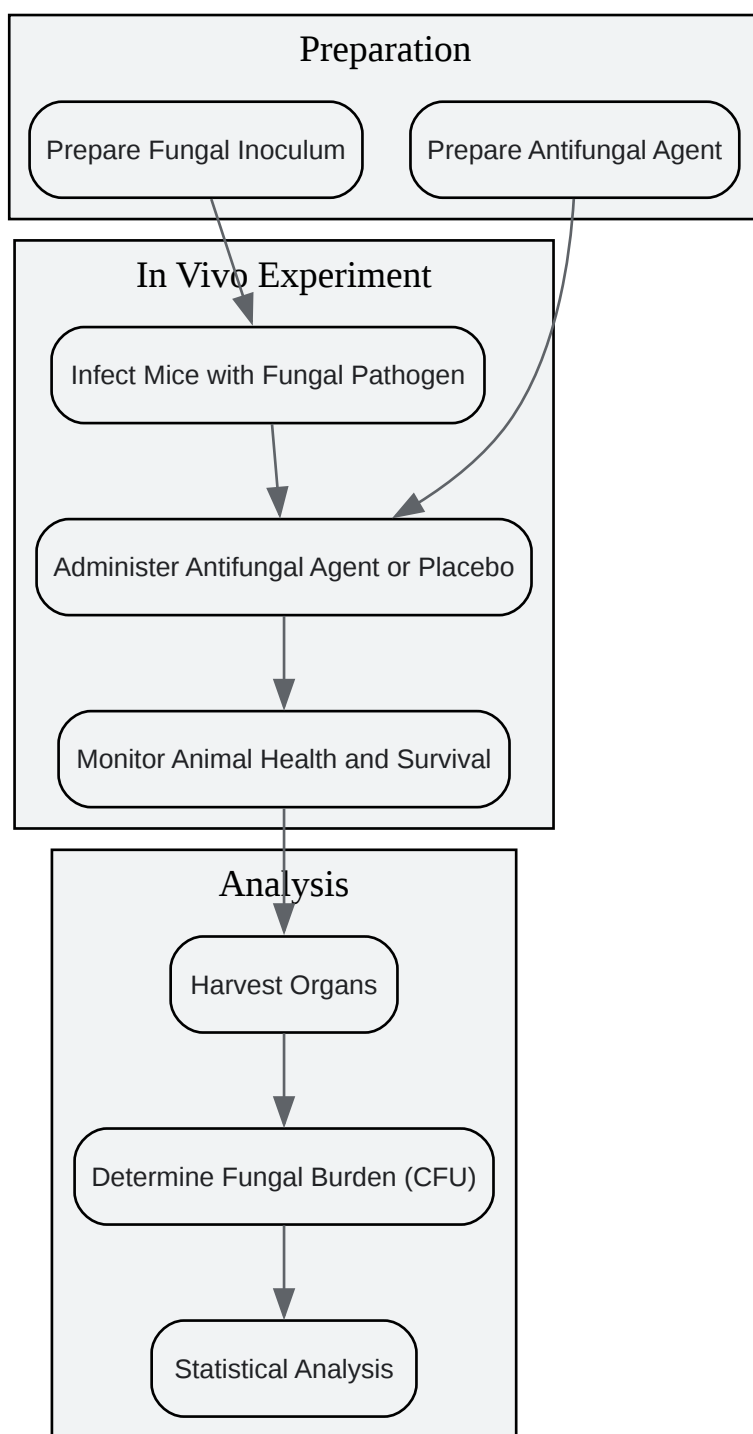 Preparation
Prepare Fungal Inoculum
Prepare Antifungal Agent
In Vivo Experiment
Infect Mice with Fungal Pathogen
Administer Antifungal Agent or Placebo
Monitor Animal Health and Survival
Analysis
Harvest Organs
Determine Fungal Burden (CFU)
Statistical Analysis